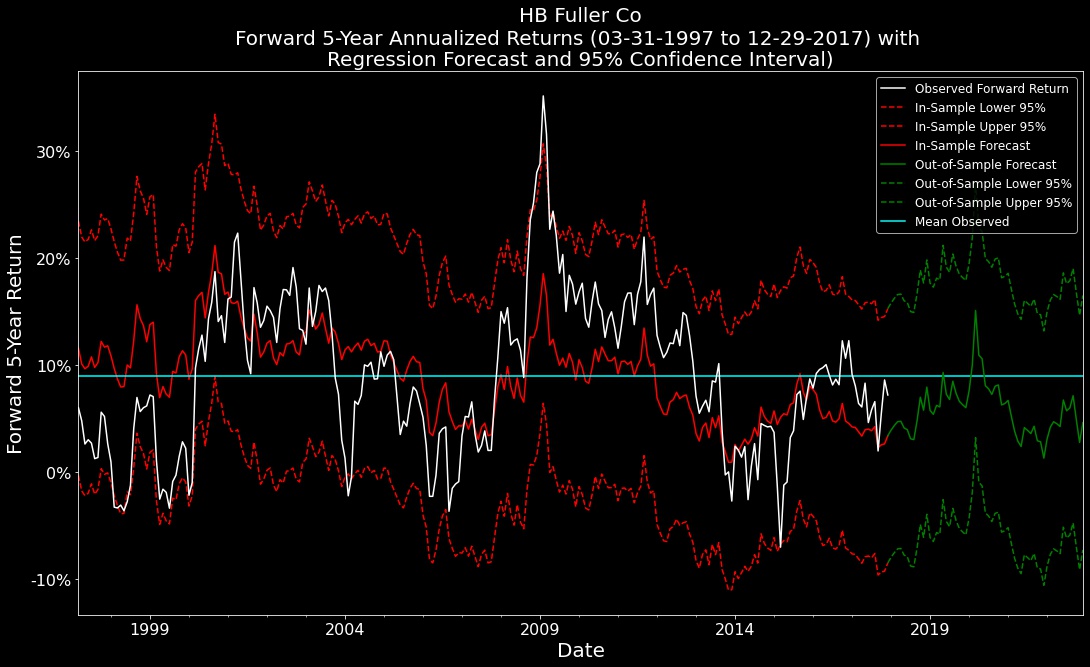 HB Fuller Co
Forward 5-Year Annualized Returns (03-31-1997 to 12-29-2017) with
Regression Forecast and 95% Confidence Interval)
Observed Forward Return
In-Sample Lower 95%
In-Sample Upper 95%
In-Sample Forecast
Out-of-Sample Forecast
Out-of-Sample Lower 95%
Out-of-Sample Upper 95%
Mean Observed
Forward 5-Year Return
30%
20%
10%
0%
-10%
1999
2004
2009
2014
2019
Date